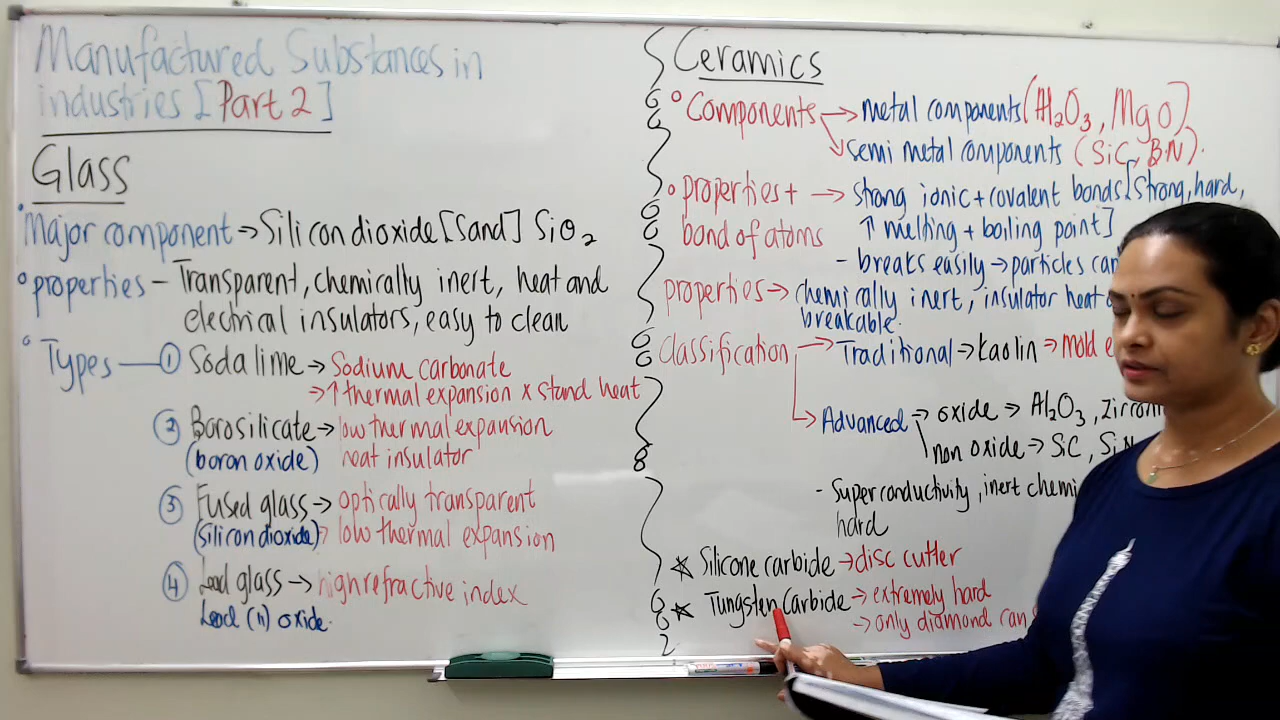 Manufactured Substances in
industries [Part 2]
Glass
Major component → Silicon dioxide [Sand] SiO₂
properties – Transparent, chemically inert, heat and
electrical insulators, easy to clean
Types — ① Soda lime → Sodium carbonate
→ ↑ thermal expansion x stand heat
② Borosilicate → low thermal expansion
(boron oxide) heat insulator
③ Fused glass → optically transparent
(Silicon dioxide) → low thermal expansion
④ Lead glass → high refractive index
Lead (II) oxide.
Ceramics
° Components → metal components (Al₂O₃, MgO)
↘ semi metal components (SiC, B.N).
° properties + → strong ionic + covalent bonds [strong, hard,
bond of atoms ↑ melting + boiling point]
- breaks easily → particles
properties → chemically inert, insulator heat
breakable.
Classification → Traditional → kaolin → mold
↳ Advanced → oxide → Al₂O₃,
non oxide → SiC,
- Superconductivity, inert
hard
☆ Silicone carbide → disc cutter
☆ Tungsten Carbide → extremely hard
→ only diamond can